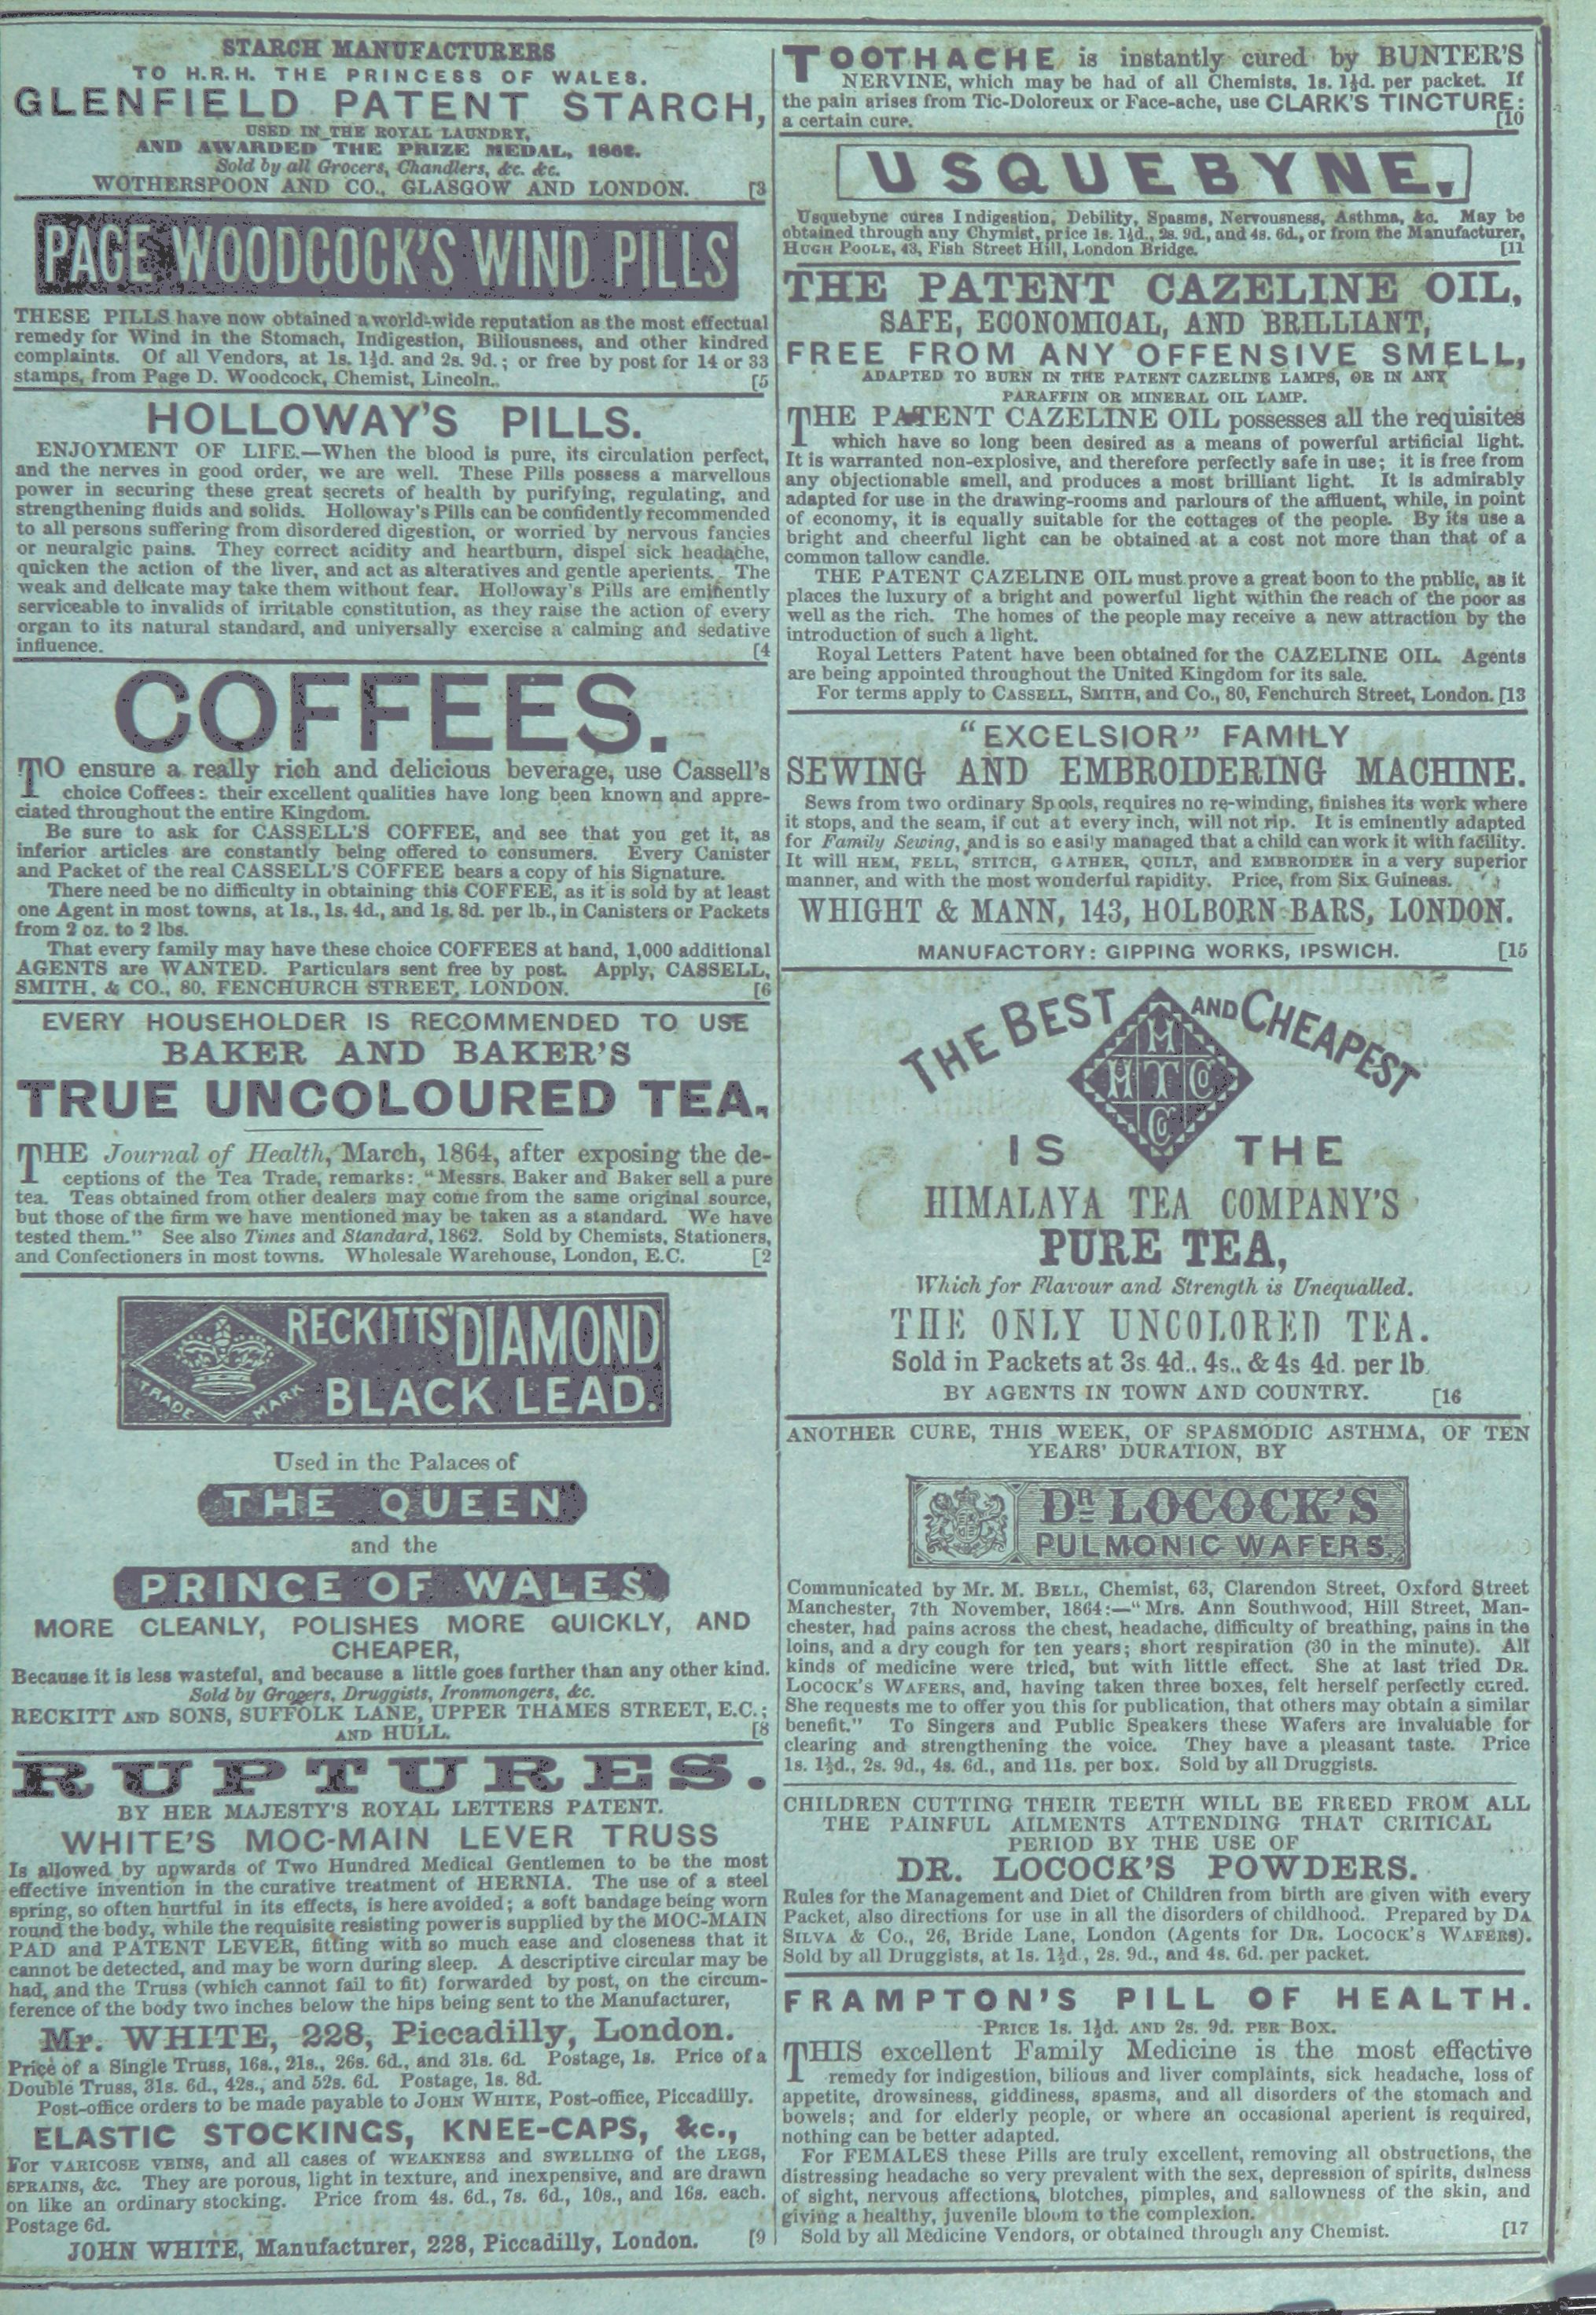 STARCH MANUFACTURERS
TO H.R.H. THE PRINCESS OF WALES.
GLENFIELD PATENT STARCH,
USED IN THE ROYAL LAUNDRY,
AND AWARDED THE PRIZE MEDAL, 1862.
Sold by all Grocers, Chandlers, &c. &c.
WOTHERSPOON AND CO., GLASGOW AND LONDON. [3
PAGE WOODCOCK'S WIND PILLS
THESE PILLS have now obtained a world-wide reputation as the most effectual
remedy for Wind in the Stomach, Indigestion, Biliousnees, and other kindred
complaints. Of all Vendors, at 1s. 1½d. and 2s. 9d.; or free by post for 14 or 33
stamps, from Page D. Woodcock, Chemist, Lincoln. [5
HOLLOWAY'S PILLS.
ENJOYMENT OF LIFE.—When the blood is pure, its circulation perfect,
and the nerves in good order, we are well. These Pills possess a marvellous
power in securing these great secrets of health by purifying, regulating, and
strengthening fluids and solids. Holloway's Pills can be confidently recommended
to all persons suffering from disordered digestion, or worried by nervous fancies
or neuralgic pains. They correct acidity and heartburn, dispel sick headache,
quicken the action of the liver, and act as alteratives and gentle aperients. The
weak and delicate may take them without fear. Holloway's Pills are eminently
serviceable to invalids of irritable constitution, as they raise the action of every
organ to its natural standard, and universally exercise a calming and sedative
influence. [4
COFFEES.
TO ensure a really rich and delicious beverage, use Cassell's
choice Coffees: their excellent qualities have long been known and appre-
ciated throughout the entire Kingdom.
Be sure to ask for CASSELL'S COFFEE, and see that you get it, as
inferior articles are constantly being offered to consumers. Every Canister
and Packet of the real CASSELL'S COFFEE bears a copy of his Signature.
There need be no difficulty in obtaining this COFFEE, as it is sold by at least
one Agent in most towns, at 1s., 1s. 4d., and 1s. 8d. per lb., in Canisters or Packets
from 2 oz. to 2 lbs.
That every family may have these choice COFFEES at hand, 1,000 additional
AGENTS are WANTED. Particulars sent free by post. Apply, CASSELL,
SMITH, & CO., 80, FENCHURCH STREET, LONDON. [6
EVERY HOUSEHOLDER IS RECOMMENDED TO USE
BAKER AND BAKER'S
TRUE UNCOLOURED TEA,
THE Journal of Health, March, 1864, after exposing the de-
ceptions of the Tea Trade, remarks: "Messrs. Baker and Baker sell a pure
tea. Teas obtained from other dealers may come from the same original source,
but those of the firm we have mentioned may be taken as a standard. We have
tested them." See also Times and Standard, 1862. Sold by Chemists, Stationers,
and Confectioners in most towns. Wholesale Warehouse, London, E.C. [2
RECKITTS' DIAMOND
BLACK LEAD.
TRADE MARK
Used in the Palaces of
THE QUEEN
and the
PRINCE OF WALES
MORE CLEANLY, POLISHES MORE QUICKLY, AND
CHEAPER,
Because it is less wasteful, and because a little goes further than any other kind.
Sold by Grocers, Druggists, Ironmongers, &c.
RECKITT AND SONS, SUFFOLK LANE, UPPER THAMES STREET, E.C.;
AND HULL. [8
RUPTURES.
BY HER MAJESTY'S ROYAL LETTERS PATENT.
WHITE'S MOC-MAIN LEVER TRUSS
Is allowed by upwards of Two Hundred Medical Gentlemen to be the most
effective invention in the curative treatment of HERNIA. The use of a steel
spring, so often hurtful in its effects, is here avoided; a soft bandage being worn
round the body, while the requisite resisting power is supplied by the MOC-MAIN
PAD and PATENT LEVER, fitting with so much ease and closeness that it
cannot be detected, and may be worn during sleep. A descriptive circular may be
had, and the Truss (which cannot fail to fit) forwarded by post, on the circum-
ference of the body two inches below the hips being sent to the Manufacturer,
Mr. WHITE, 228, Piccadilly, London.
Price of a Single Truss, 16s., 21s., 26s. 6d., and 31s. 6d. Postage, 1s. Price of a
Double Truss, 31s. 6d., 42s., and 52s. 6d. Postage, 1s. 8d.
Post-office orders to be made payable to JOHN WHITE, Post-office, Piccadilly.
ELASTIC STOCKINGS, KNEE-CAPS, &c.,
For VARICOSE VEINS, and all cases of WEAKNESS and SWELLING of the LEGS,
SPRAINS, &c. They are porous, light in texture, and inexpensive, and are drawn
on like an ordinary stocking. Price from 4s. 6d., 7s. 6d., 10s., and 16s. each.
Postage 6d.
JOHN WHITE, Manufacturer, 228, Piccadilly, London. [9
TOOTHACHE is instantly cured by BUNTER'S
NERVINE, which may be had of all Chemists, 1s. 1½d. per packet. If
the pain arises from Tic-Doloreux or Face-ache, use CLARK'S TINCTURE:
a certain cure. [10
USQUEBYNE.
Usquebyne cures Indigestion, Debility, Spasms, Nervousness, Asthma, &c. May be
obtained through any Chymist, price 1s. 1½d., 2s. 9d., and 4s. 6d., or from the Manufacturer,
HUGH POOLE, 43, Fish Street Hill, London Bridge. [11
THE PATENT CAZELINE OIL,
SAFE, ECONOMICAL, AND BRILLIANT,
FREE FROM ANY OFFENSIVE SMELL,
ADAPTED TO BURN IN THE PATENT CAZELINE LAMPS, OR IN ANY
PARAFFIN OR MINERAL OIL LAMP.
THE PATENT CAZELINE OIL possesses all the requisites
which have so long been desired as a means of powerful artificial light.
It is warranted non-explosive, and therefore perfectly safe in use; it is free from
any objectionable smell, and produces a most brilliant light. It is admirably
adapted for use in the drawing-rooms and parlours of the affluent, while, in point
of economy, it is equally suitable for the cottages of the people. By its use a
bright and cheerful light can be obtained at a cost not more than that of a
common tallow candle.
THE PATENT CAZELINE OIL must prove a great boon to the public, as it
places the luxury of a bright and powerful light within the reach of the poor as
well as the rich. The homes of the people may receive a new attraction by the
introduction of such a light.
Royal Letters Patent have been obtained for the CAZELINE OIL. Agents
are being appointed throughout the United Kingdom for its sale.
For terms apply to CASSELL, SMITH, and Co., 80, Fenchurch Street, London. [13
"EXCELSIOR" FAMILY
SEWING AND EMBROIDERING MACHINE.
Sews from two ordinary Spools, requires no re-winding, finishes its work where
it stops, and the seam, if cut at every inch, will not rip. It is eminently adapted
for Family Sewing, and is so easily managed that a child can work it with facility.
It will HEM, FELL, STITCH, GATHER, QUILT, and EMBROIDER in a very superior
manner, and with the most wonderful rapidity. Price, from Six Guineas.
WHIGHT & MANN, 143, HOLBORN BARS, LONDON.
MANUFACTORY: GIPPING WORKS, IPSWICH. [15
THE BEST AND CHEAPEST
H
HTCo
G
IS THE
HIMALAYA TEA COMPANY'S
PURE TEA,
Which for Flavour and Strength is Unequalled.
THE ONLY UNCOLORED TEA.
Sold in Packets at 3s. 4d., 4s., & 4s 4d. per lb.
BY AGENTS IN TOWN AND COUNTRY. [16
ANOTHER CURE, THIS WEEK, OF SPASMODIC ASTHMA, OF TEN
YEARS' DURATION, BY
DR LOCOCK'S
PULMONIC WAFERS.
Communicated by Mr. M. BELL, Chemist, 63, Clarendon Street, Oxford Street
Manchester, 7th November, 1864:—"Mrs. Ann Southwood, Hill Street, Man-
chester, had pains across the chest, headache, difficulty of breathing, pains in the
loins, and a dry cough for ten years; short respiration (30 in the minute). All
kinds of medicine were tried, but with little effect. She at last tried DR.
LOCOCK'S WAFERS, and, having taken three boxes, felt herself perfectly cured.
She requests me to offer you this for publication, that others may obtain a similar
benefit." To Singers and Public Speakers these Wafers are invaluable for
clearing and strengthening the voice. They have a pleasant taste. Price
1s. 1½d., 2s. 9d., 4s. 6d., and 11s. per box. Sold by all Druggists.
CHILDREN CUTTING THEIR TEETH WILL BE FREED FROM ALL
THE PAINFUL AILMENTS ATTENDING THAT CRITICAL
PERIOD BY THE USE OF
DR. LOCOCK'S POWDERS.
Rules for the Management and Diet of Children from birth are given with every
Packet, also directions for use in all the disorders of childhood. Prepared by DA
SILVA & Co., 26, Bride Lane, London (Agents for DR. LOCOCK'S WAFERS).
Sold by all Druggists, at 1s. 1½d., 2s. 9d., and 4s. 6d. per packet.
FRAMPTON'S PILL OF HEALTH.
PRICE 1s. 1½d. AND 2s. 9d. PER BOX.
THIS excellent Family Medicine is the most effective
remedy for indigestion, bilious and liver complaints, sick headache, loss of
appetite, drowsiness, giddiness, spasms, and all disorders of the stomach and
bowels; and for elderly people, or where an occasional aperient is required,
nothing can be better adapted.
For FEMALES these Pills are truly excellent, removing all obstructions, the
distressing headache so very prevalent with the sex, depression of spirits, dulness
of sight, nervous affections, blotches, pimples, and sallowness of the skin, and
giving a healthy, juvenile bloom to the complexion.
Sold by all Medicine Vendors, or obtained through any Chemist. [17